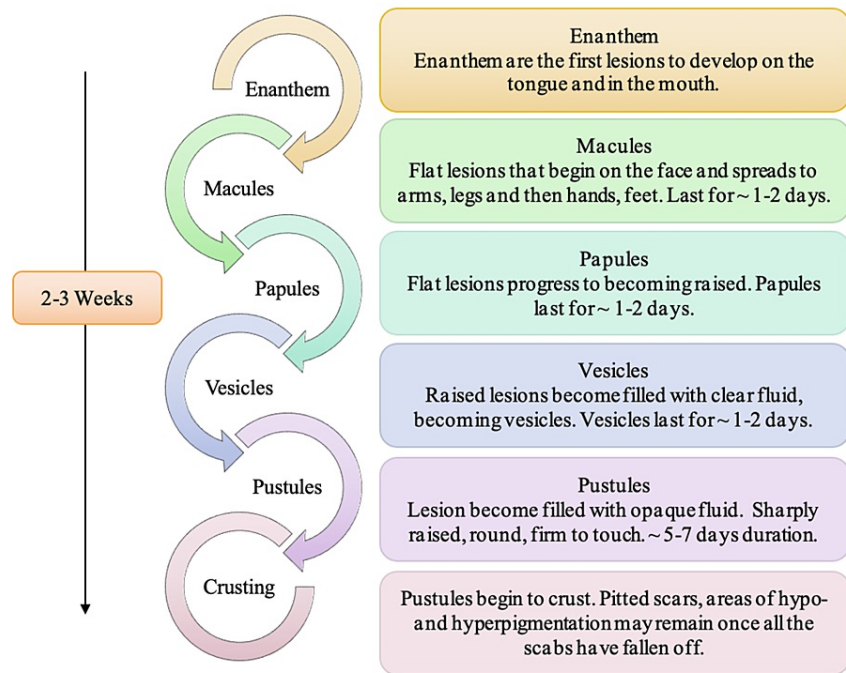 Enanthem
Enanthem
Enanthem are the first lesions to develop on the
tongue and in the mouth.
Macules
Macules
Flat lesions that begin on the face and spreads to
arms, legs and then hands, feet. Last for ~ 1-2 days.
2-3 Weeks
Papules
Papules
Flat lesions progress to becoming raised. Papules
last for ~ 1-2 days.
Vesicles
Vesicles
Raised lesions become filled with clear fluid,
becoming vesicles. Vesicles last for ~ 1-2 days.
Pustules
Pustules
Lesion become filled with opaque fluid. Sharply
raised, round, firm to touch. ~ 5-7 days duration.
Crusting
Pustules begin to crust. Pitted scars, areas of hypo-
and hyperpigmentation may remain once all the
scabs have fallen off.